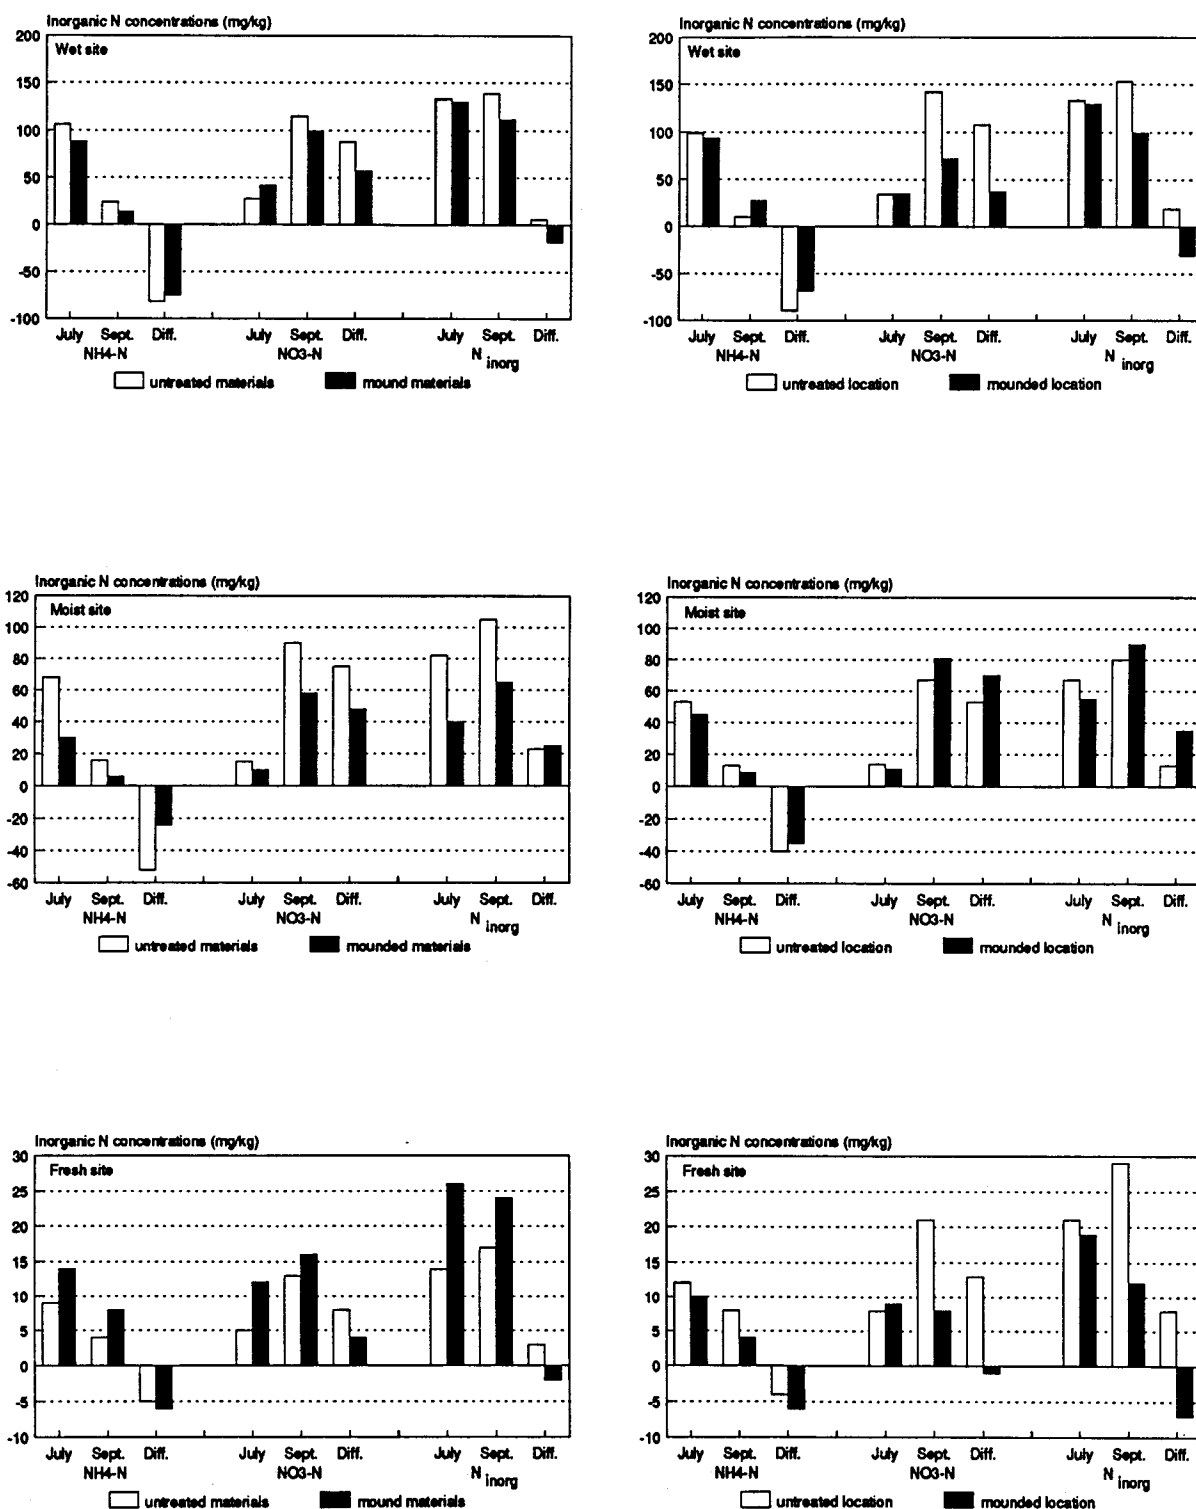 Inorganic N concentrations (mg/kg)
200
Wet site
150
100
50
0
-50
-100
July Sept. Diff. July Sept. Diff. July Sept. Diff.
NH4-N NO3-N N inorg
untreated materials mound materials
Inorganic N concentrations (mg/kg)
200
Wet site
150
100
50
0
-50
-100
July Sept. Diff. July Sept. Diff. July Sept. Diff.
NH4-N NO3-N N inorg
untreated location mounded location
Inorganic N concentrations (mg/kg)
120
Moist site
100
80
60
40
20
0
-20
-40
-60
July Sept. Diff. July Sept. Diff. July Sept. Diff.
NH4-N NO3-N N inorg
untreated materials mounded materials
Inorganic N concentrations (mg/kg)
120
Moist site
100
80
60
40
20
0
-20
-40
-60
July Sept. Diff. July Sept. Diff. July Sept. Diff.
NH4-N NO3-N N inorg
untreated location mounded location
Inorganic N concentrations (mg/kg)
30
Fresh site
25
20
15
10
5
0
-5
-10
July Sept. Diff. July Sept. Diff. July Sept. Diff.
NH4-N NO3-N N inorg
untreated materials mound materials
Inorganic N concentrations (mg/kg)
30
Fresh site
25
20
15
10
5
0
-5
-10
July Sept. Diff. July Sept. Diff. July Sept. Diff.
NH4-N NO3-N N inorg
untreated location mounded location